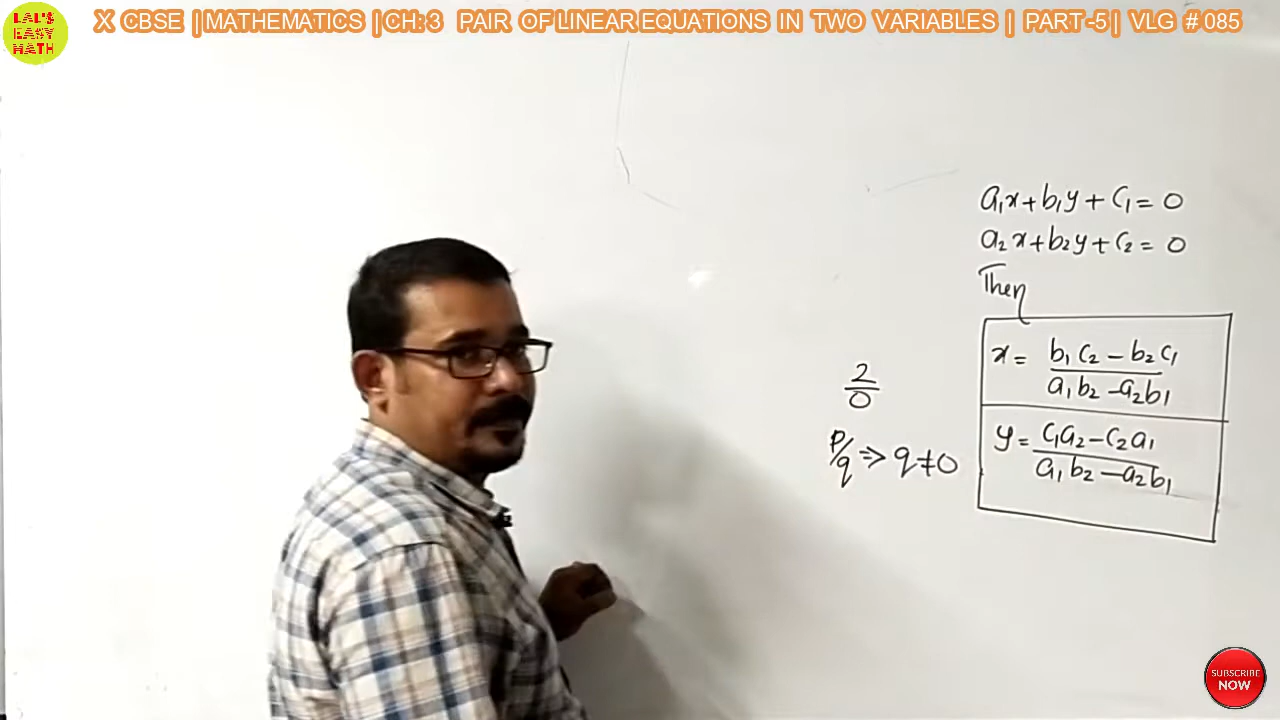 LAL'S
EASY
MATH
X CBSE | MATHEMATICS | CH: 3 PAIR OF LINEAR EQUATIONS IN TWO VARIABLES | PART -5 | VLG # 085
a₁x + b₁y + c₁ = 0
a₂x + b₂y + c₂ = 0
Then
x = (b₁c₂ - b₂c₁)/(a₁b₂ - a₂b₁)
y = (c₁a₂ - c₂a₁)/(a₁b₂ - a₂b₁)
2/0
p/q ⇒ q ≠ 0
SUBSCRIBE
NOW